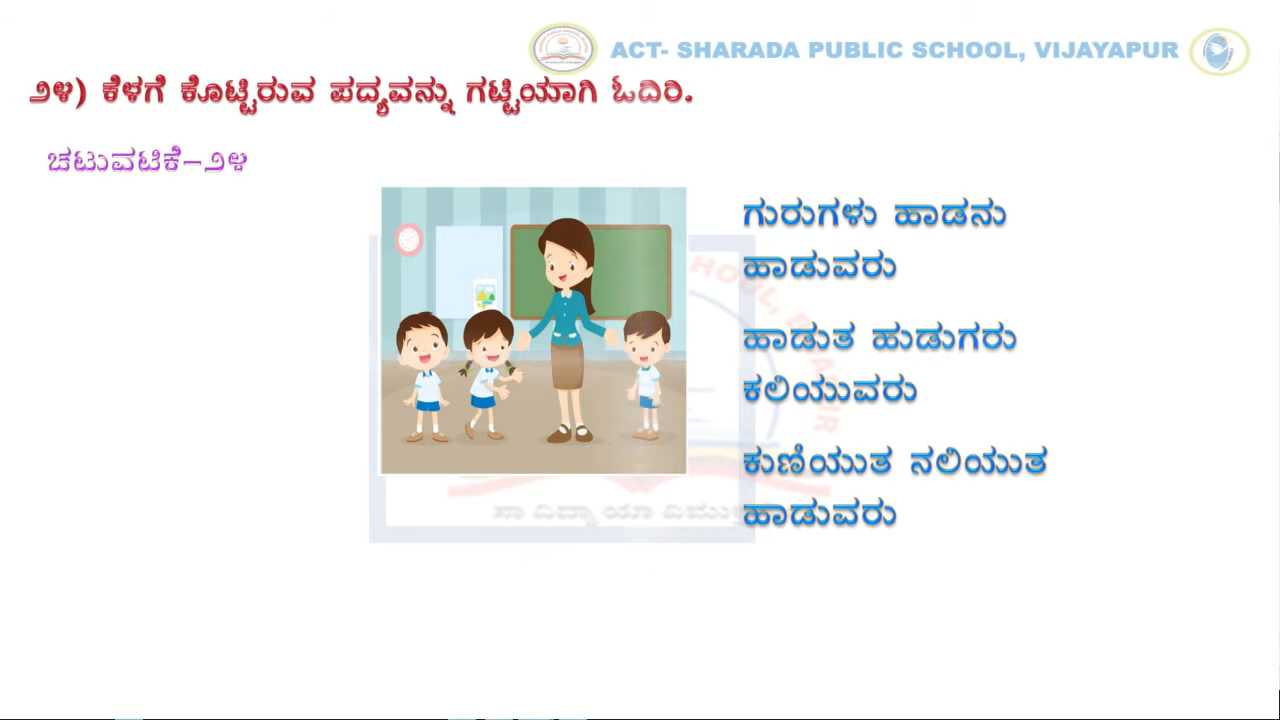 ACT- SHARADA PUBLIC SCHOOL, VIJAYAPUR
೨೪) ಕೆಳಗೆ ಕೊಟ್ಟಿರುವ ಪದ್ಯವನ್ನು ಗಟ್ಟಿಯಾಗಿ ಓದಿರಿ.
ಚಟುವಟಿಕೆ-೨೪
ಗುರುಗಳು ಹಾಡನು
ಹಾಡುವರು
ಹಾಡುತ ಹುಡುಗರು
ಕಲಿಯುವರು
ಕುಣಿಯುತ ನಲಿಯುತ
ಹಾಡುವರು